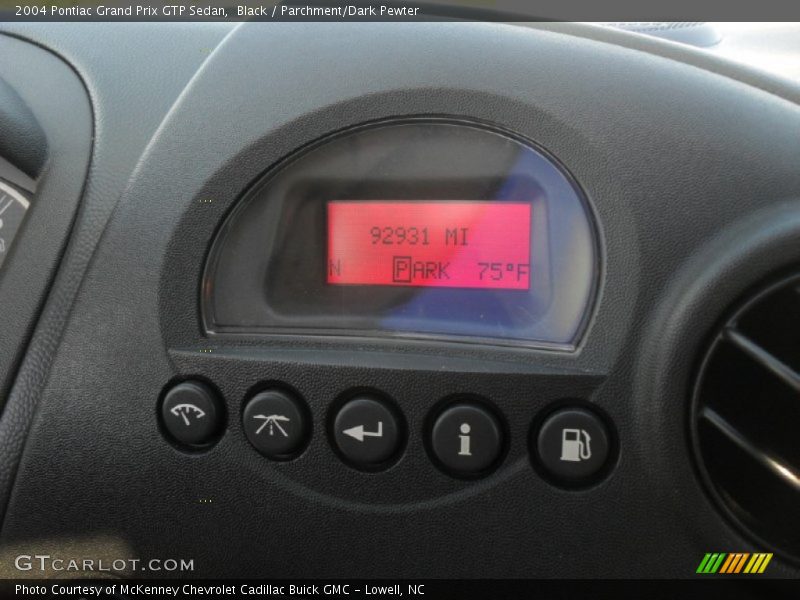 2004 Pontiac Grand Prix GTP Sedan,  Black / Parchment/Dark Pewter
92931 MI
N PARK 75°F
GTCARLOT.COM
Photo Courtesy of McKenney Chevrolet Cadillac Buick GMC - Lowell, NC